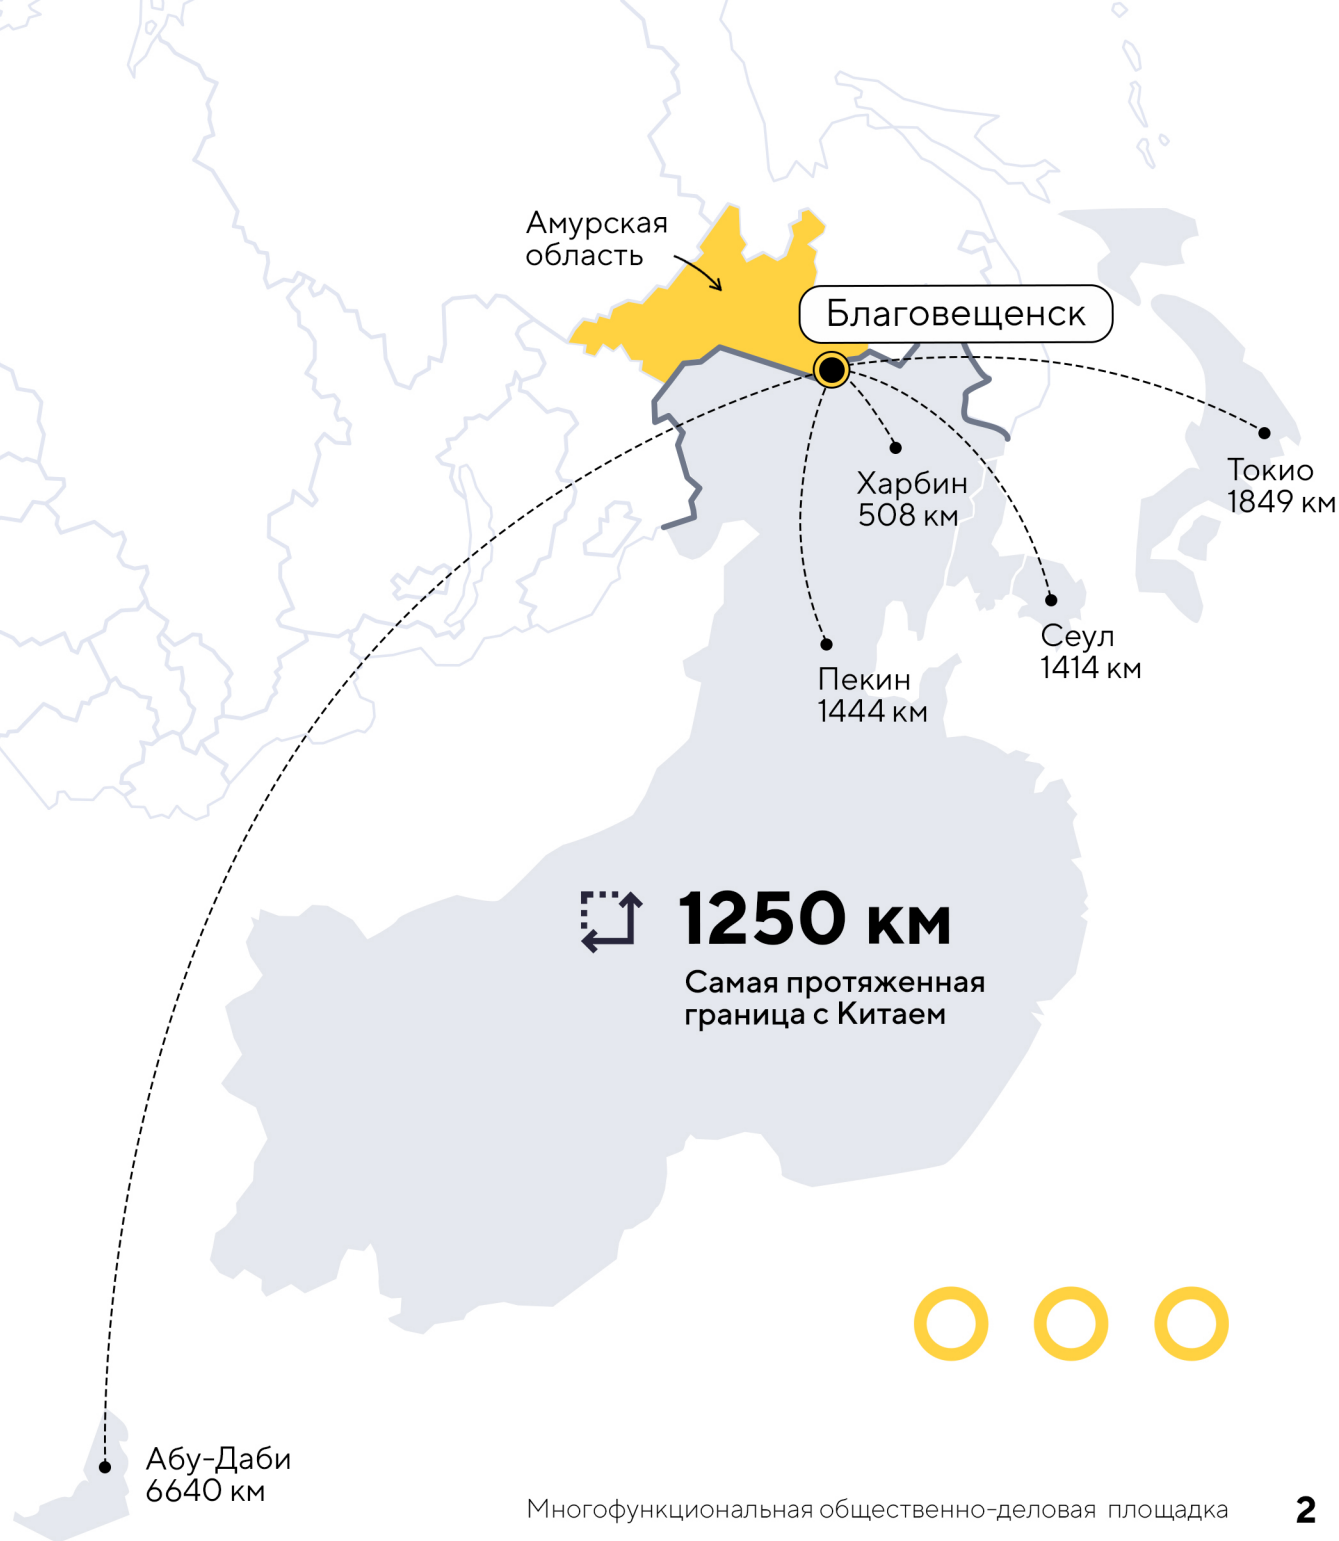 Амурская
область
Благовещенск
Харбин
508 км
Токио
1849 км
Сеул
1414 км
Пекин
1444 км
1250 км
Самая протяженная
граница с Китаем
Абу-Даби
6640 км
Многофункциональная общественно-деловая площадка
2